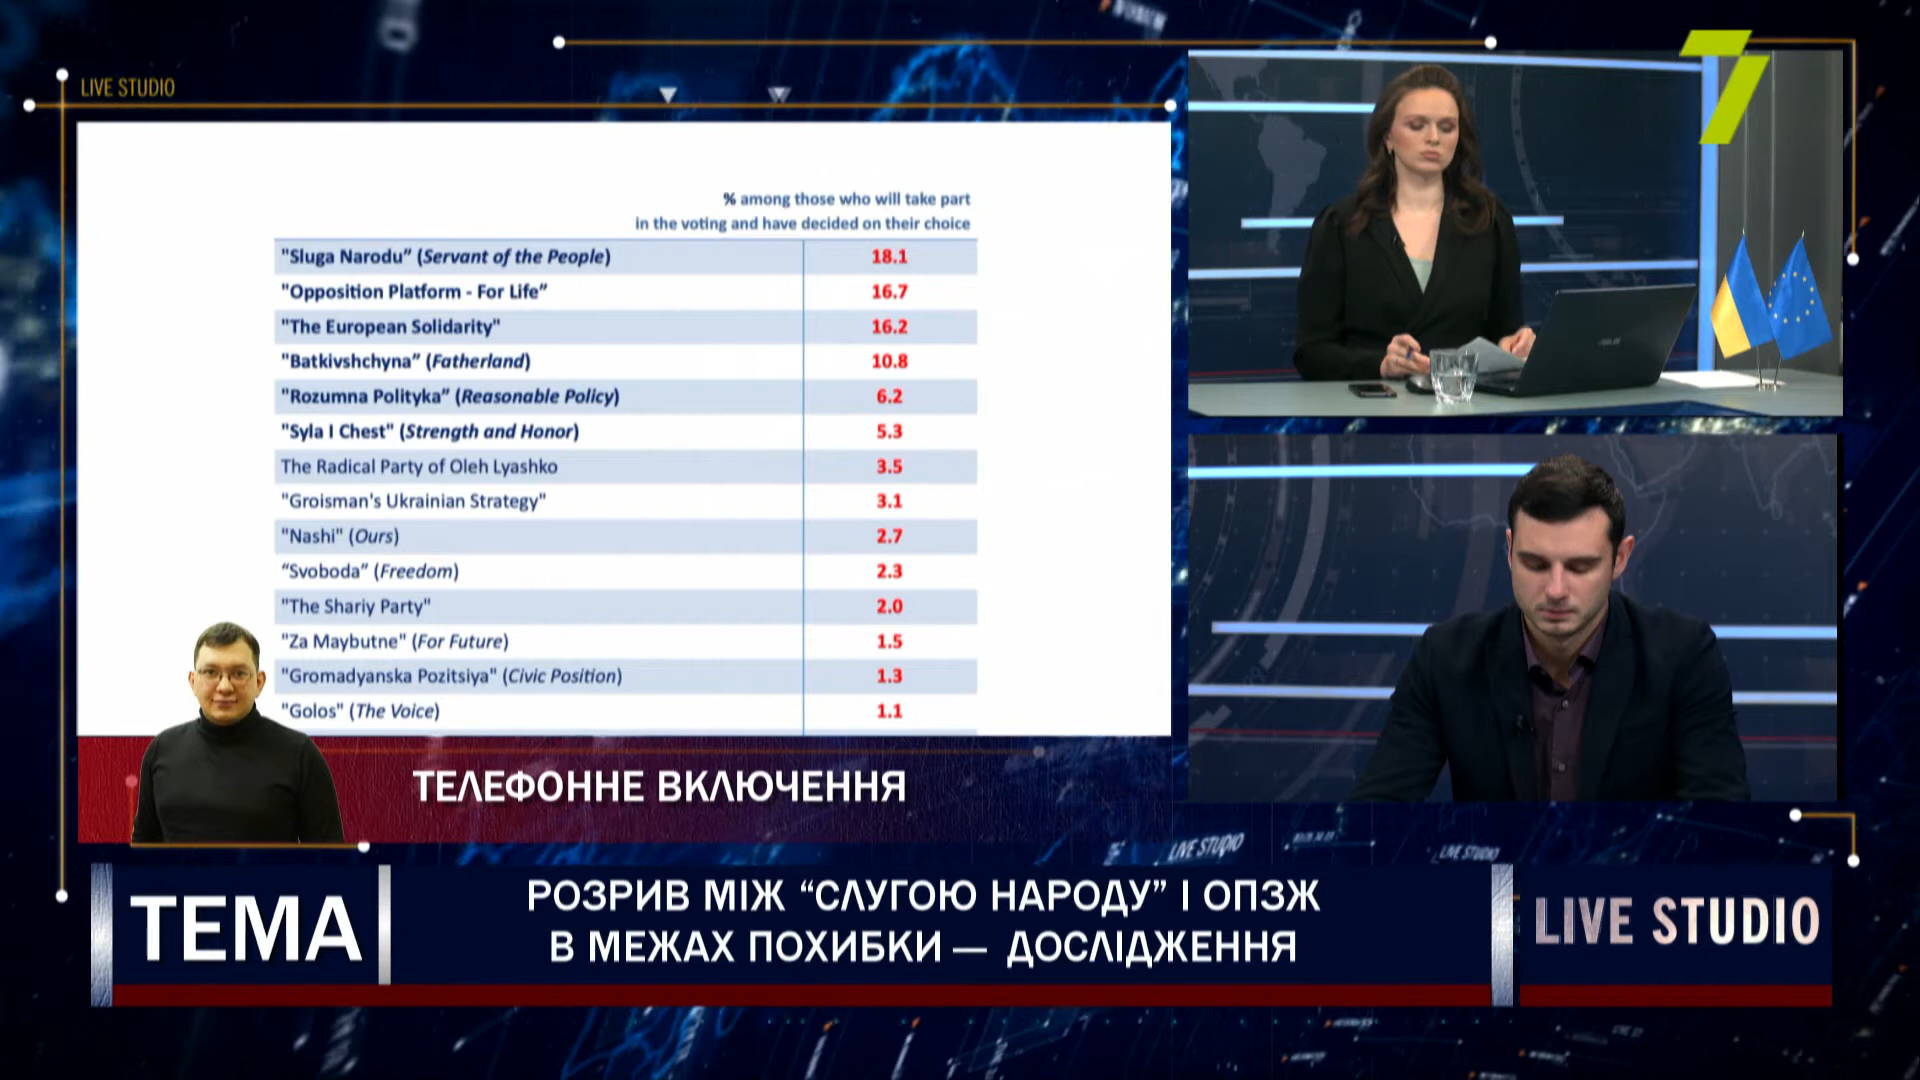 LIVE STUDIO
% among those who will take part
in the voting and have decided on their choice
"Sluga Narodu” (Servant of the People) 18.1
"Opposition Platform - For Life” 16.7
"The European Solidarity" 16.2
"Batkivshchyna” (Fatherland) 10.8
"Rozumna Polityka” (Reasonable Policy) 6.2
"Syla I Chest" (Strength and Honor) 5.3
The Radical Party of Oleh Lyashko 3.5
"Groisman's Ukrainian Strategy" 3.1
"Nashi" (Ours) 2.7
“Svoboda” (Freedom) 2.3
"The Shariy Party" 2.0
"Za Maybutne" (For Future) 1.5
"Gromadyanska Pozitsiya" (Civic Position) 1.3
"Golos" (The Voice) 1.1
7
ASUS
ТЕЛЕФОННЕ ВКЛЮЧЕННЯ
LIVE STUDIO
LIVE STUDIO
ТЕМА
РОЗРИВ МІЖ “СЛУГОЮ НАРОДУ” І ОПЗЖ
В МЕЖАХ ПОХИБКИ — ДОСЛІДЖЕННЯ
LIVE STUDIO